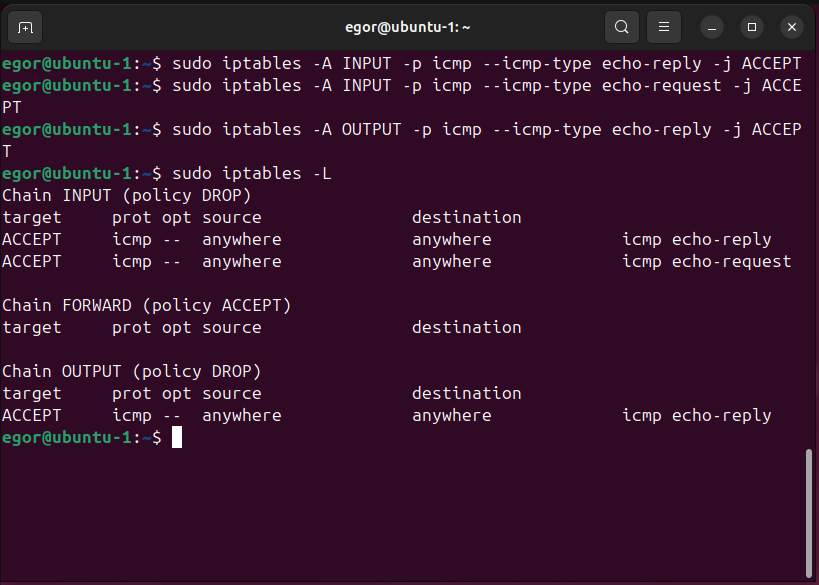 egor@ubuntu-1: ~
egor@ubuntu-1:~$ sudo iptables -A INPUT -p icmp --icmp-type echo-reply -j ACCEPT
egor@ubuntu-1:~$ sudo iptables -A INPUT -p icmp --icmp-type echo-request -j ACCE
PT
egor@ubuntu-1:~$ sudo iptables -A OUTPUT -p icmp --icmp-type echo-reply -j ACCEP
T
egor@ubuntu-1:~$ sudo iptables -L
Chain INPUT (policy DROP)
target     prot opt source               destination
ACCEPT     icmp --  anywhere             anywhere             icmp echo-reply
ACCEPT     icmp --  anywhere             anywhere             icmp echo-request
Chain FORWARD (policy ACCEPT)
target     prot opt source               destination
Chain OUTPUT (policy DROP)
target     prot opt source               destination
ACCEPT     icmp --  anywhere             anywhere             icmp echo-reply
egor@ubuntu-1:~$